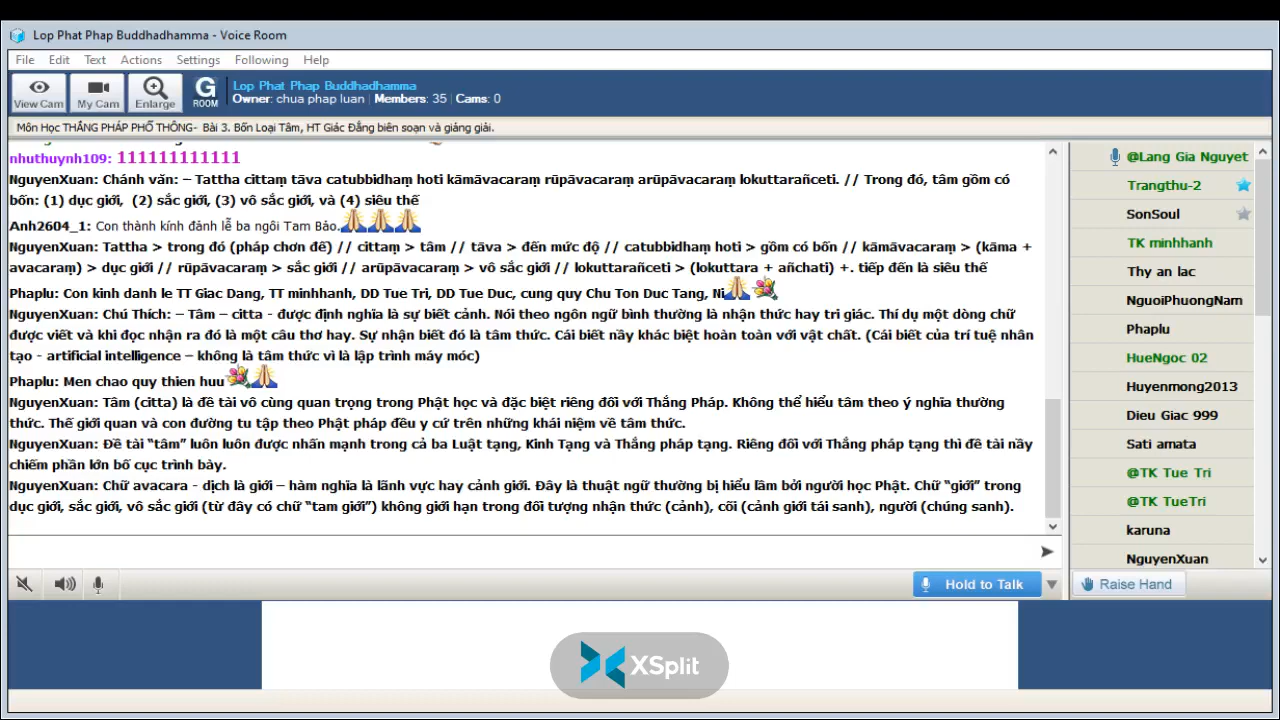 Lop Phat Phap Buddhadhamma - Voice Room
File Edit Text Actions Settings Following Help
View Cam My Cam Enlarge G ROOM
Lop Phat Phap Buddhadhamma
Owner: chua phap luan | Members: 35 | Cams: 0
Môn Học THẮNG PHÁP PHỔ THÔNG- Bài 3. Bốn Loại Tâm, HT Giác Đẳng biên soạn và giảng giải.
nhuthuynh109: 111111111111
NguyenXuan: Chánh văn: – Tattha cittaṃ tāva catubbidhaṃ hoti kāmāvacaraṃ rūpāvacaraṃ arūpāvacaraṃ lokuttarañceti. // Trong đó, tâm gồm có
bốn: (1) dục giới, (2) sắc giới, (3) vô sắc giới, và (4) siêu thế
Anh2604_1: Con thành kính đảnh lễ ba ngôi Tam Bảo.
NguyenXuan: Tattha > trong đó (pháp chơn đế) // cittaṃ > tâm // tāva > đến mức độ // catubbidhaṃ hoti > gồm có bốn // kāmāvacaraṃ > (kāma +
avacaraṃ) > dục giới // rūpāvacaraṃ > sắc giới // arūpāvacaraṃ > vô sắc giới // lokuttarañceti > (lokuttara + añchati) +. tiếp đến là siêu thế
Phaplu: Con kinh danh le TT Giac Dang, TT minhhanh, DD Tue Tri, DD Tue Duc, cung quy Chu Ton Duc Tang, Ni
NguyenXuan: Chú Thích: – Tâm – citta - được định nghĩa là sự biết cảnh. Nói theo ngôn ngữ bình thường là nhận thức hay tri giác. Thí dụ một dòng chữ
được viết và khi đọc nhận ra đó là một câu thơ hay. Sự nhận biết đó là tâm thức. Cái biết nầy khác biệt hoàn toàn với vật chất. (Cái biết của trí tuệ nhân
tạo - artificial intelligence – không là tâm thức vì là lập trình máy móc)
Phaplu: Men chao quy thien huu
NguyenXuan: Tâm (citta) là đề tài vô cùng quan trọng trong Phật học và đặc biệt riêng đối với Thắng Pháp. Không thể hiểu tâm theo ý nghĩa thường
thức. Thế giới quan và con đường tu tập theo Phật pháp đều y cứ trên những khái niệm về tâm thức.
NguyenXuan: Đề tài “tâm” luôn luôn được nhấn mạnh trong cả ba Luật tạng, Kinh Tạng và Thắng pháp tạng. Riêng đối với Thắng pháp tạng thì đề tài nầy
chiếm phần lớn bố cục trình bày.
NguyenXuan: Chữ avacara - dịch là giới – hàm nghĩa là lãnh vực hay cảnh giới. Đây là thuật ngữ thường bị hiểu lầm bởi người học Phật. Chữ “giới” trong
dục giới, sắc giới, vô sắc giới (từ đây có chữ “tam giới”) không giới hạn trong đối tượng nhận thức (cảnh), cõi (cảnh giới tái sanh), người (chúng sanh).
@Lang Gia Nguyet
Trangthu-2
SonSoul
TK minhhanh
Thy an lac
NguoiPhuongNam
Phaplu
HueNgoc 02
Huyenmong2013
Dieu Giac 999
Sati amata
@TK Tue Tri
@TK TueTri
karuna
NguyenXuan
Hold to Talk
Raise Hand
XSplit